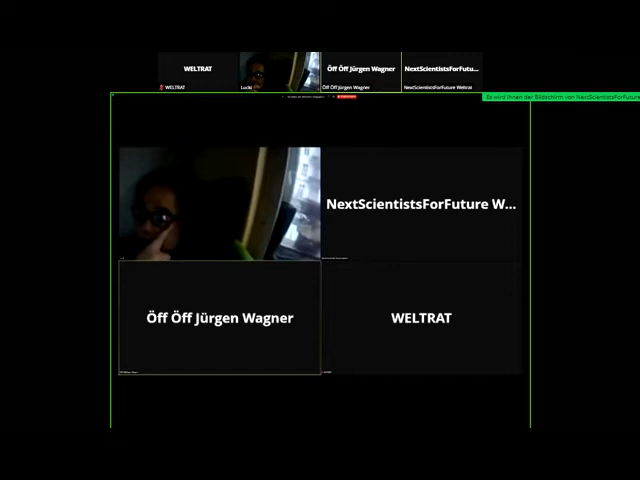 WELTRAT
Öff Öff Jürgen Wagner
NextScientistsForFutu...
WELTRAT
Lucki
Öff Öff Jürgen Wagner
NextScientistsForFuture Weltrat
Es wird Ihnen der Bildschirm von NextScientistsForFuture
NextScientistsForFuture W...
Öff Öff Jürgen Wagner
WELTRAT